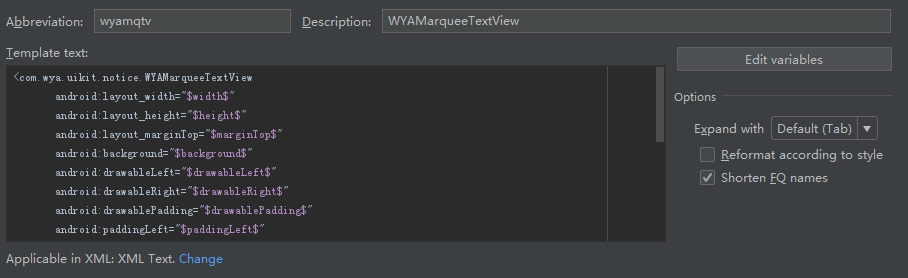 Abbreviation: wyamqtv Description: WYAMarqueeTextView
Template text:
<com.wya.uikit.notice.WYAMarqueeTextView
android:layout_width="$width$"
android:layout_height="$height$"
android:layout_marginTop="$marginTop$"
android:background="$background$"
android:drawableLeft="$drawableLeft$"
android:drawableRight="$drawableRight$"
android:drawablePadding="$drawablePadding$"
android:paddingLeft="$paddingLeft$"
Edit variables
Options
Expand with Default (Tab)
Reformat according to style
Shorten FQ names
Applicable in XML: XML Text. Change